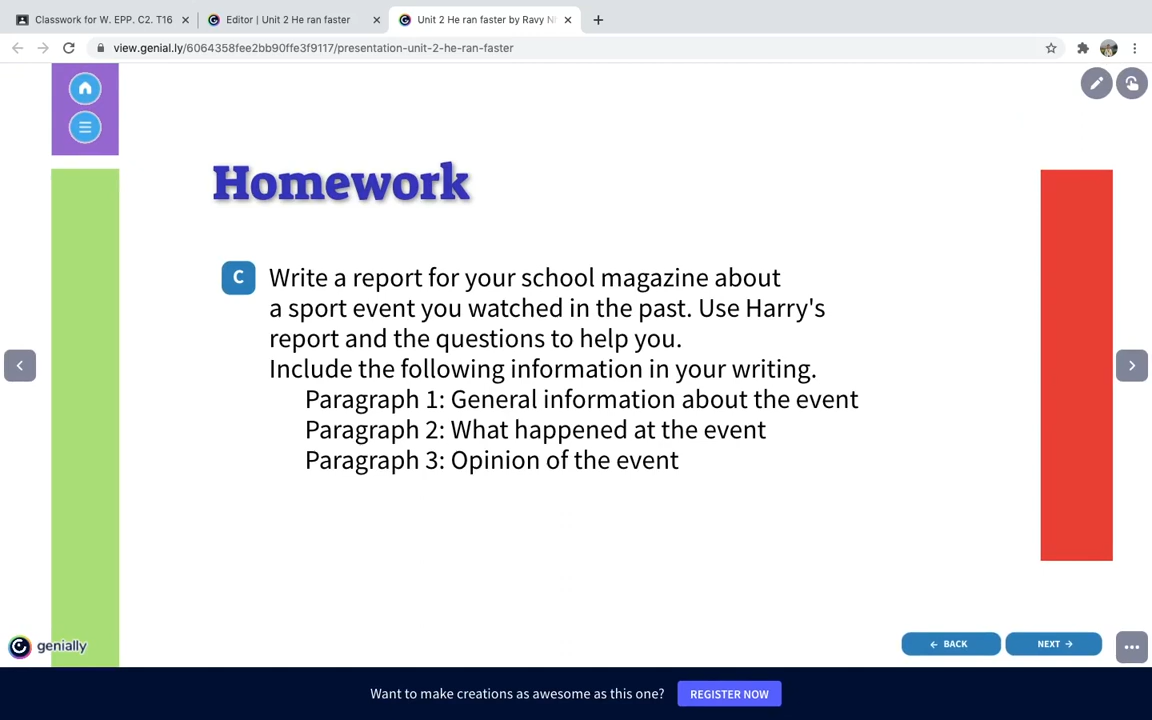 Classwork for W. EPP. C2. T16
Editor | Unit 2 He ran faster
Unit 2 He ran faster by Ravy
view.genial.ly/6064358fee2bb90ffe3f9117/presentation-unit-2-he-ran-faster
Homework
C
Write a report for your school magazine about
a sport event you watched in the past. Use Harry's
report and the questions to help you.
Include the following information in your writing.
Paragraph 1: General information about the event
Paragraph 2: What happened at the event
Paragraph 3: Opinion of the event
genially
← BACK
NEXT →
Want to make creations as awesome as this one?
REGISTER NOW